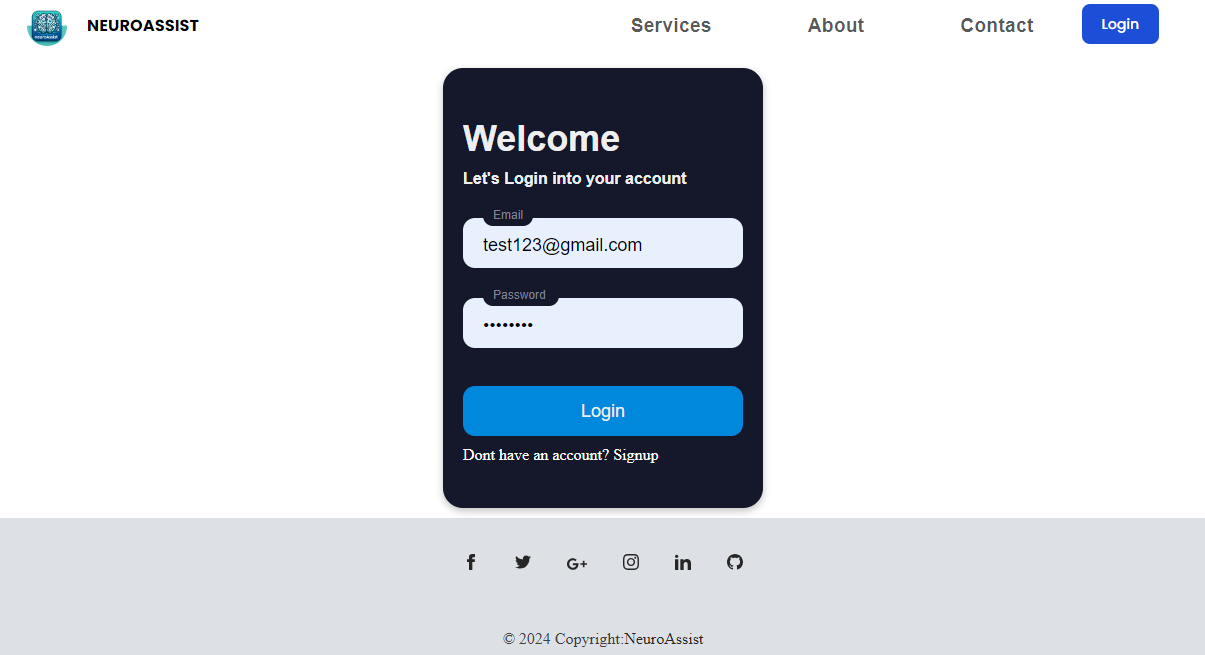 neuroAssist
NEUROASSIST
Services
About
Contact
Login
Welcome
Let's Login into your account
Email
test123@gmail.com
Password
••••••••
Login
Dont have an account? Signup
© 2024 Copyright:NeuroAssist